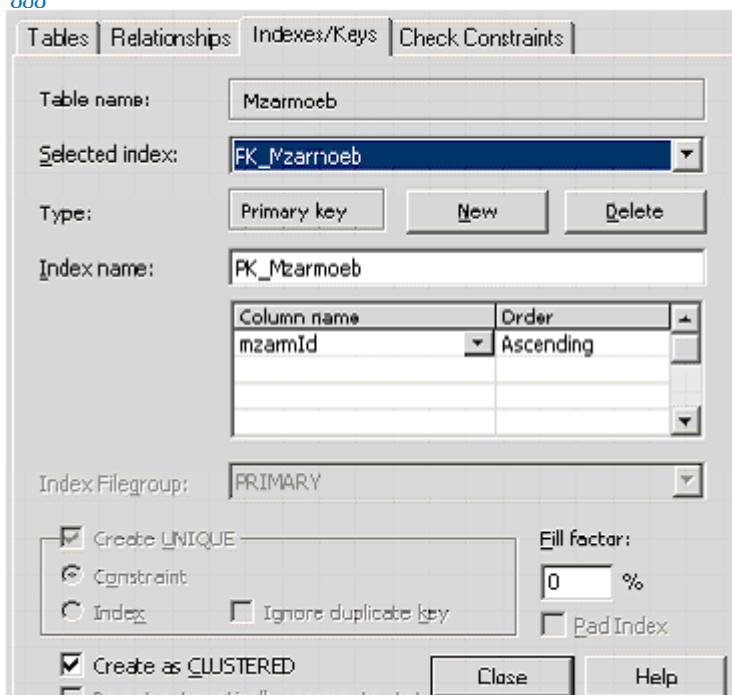 Tables Relationships Indexes/Keys Check Constraints
Table name: Mzarmoeb
Selected index: PK_Mzarmoeb
Type: Primary key New Delete
Index name: PK_Mzarmoeb
Column name Order
mzarmId Ascending
Index Filegroup: PRIMARY
Create UNIQUE Fill factor:
Constraint 0 %
Index Ignore duplicate key Pad Index
Create as CLUSTERED Close Help